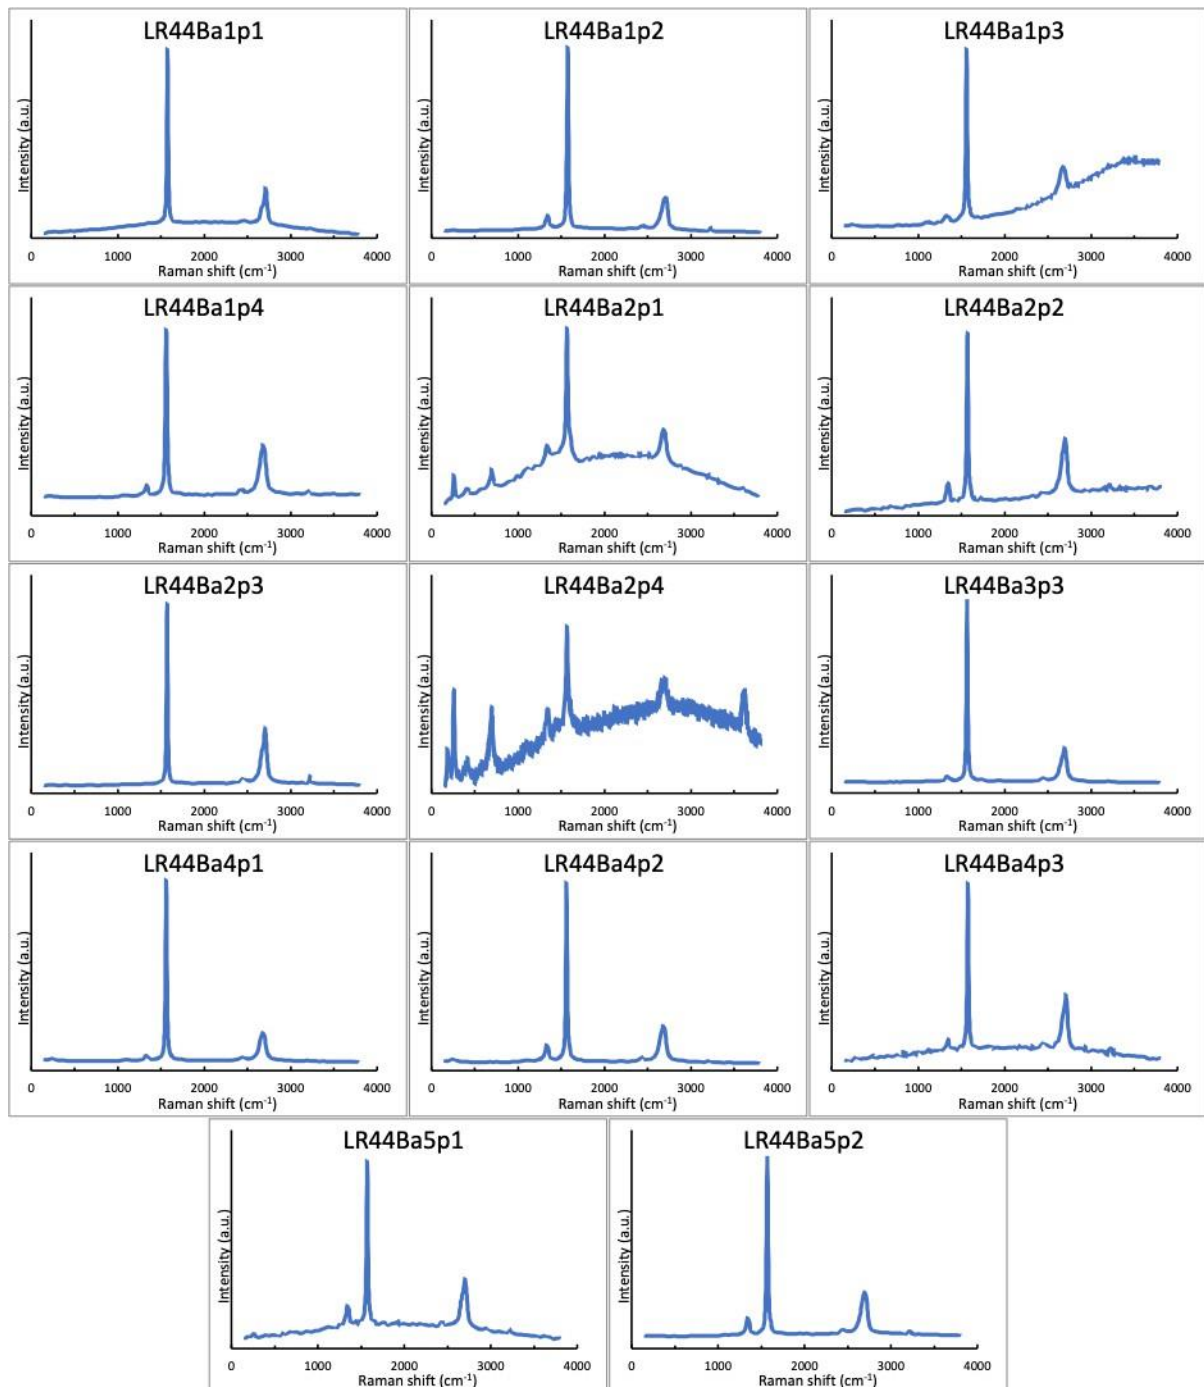 LR44Ba1p1
Intensity (a.u.)
0 1000 2000 3000 4000
Raman shift (cm⁻¹)
LR44Ba1p2
Intensity (a.u.)
0 1000 2000 3000 4000
Raman shift (cm⁻¹)
LR44Ba1p3
Intensity (a.u.)
0 1000 2000 3000 4000
Raman shift (cm⁻¹)
LR44Ba1p4
Intensity (a.u.)
0 1000 2000 3000 4000
Raman shift (cm⁻¹)
LR44Ba2p1
Intensity (a.u.)
0 1000 2000 3000 4000
Raman shift (cm⁻¹)
LR44Ba2p2
Intensity (a.u.)
0 1000 2000 3000 4000
Raman shift (cm⁻¹)
LR44Ba2p3
Intensity (a.u.)
0 1000 2000 3000 4000
Raman shift (cm⁻¹)
LR44Ba2p4
Intensity (a.u.)
0 1000 2000 3000 4000
Raman shift (cm⁻¹)
LR44Ba3p3
Intensity (a.u.)
0 1000 2000 3000 4000
Raman shift (cm⁻¹)
LR44Ba4p1
Intensity (a.u.)
0 1000 2000 3000 4000
Raman shift (cm⁻¹)
LR44Ba4p2
Intensity (a.u.)
0 1000 2000 3000 4000
Raman shift (cm⁻¹)
LR44Ba4p3
Intensity (a.u.)
0 1000 2000 3000 4000
Raman shift (cm⁻¹)
LR44Ba5p1
Intensity (a.u.)
0 1000 2000 3000 4000
Raman shift (cm⁻¹)
LR44Ba5p2
Intensity (a.u.)
0 1000 2000 3000 4000
Raman shift (cm⁻¹)